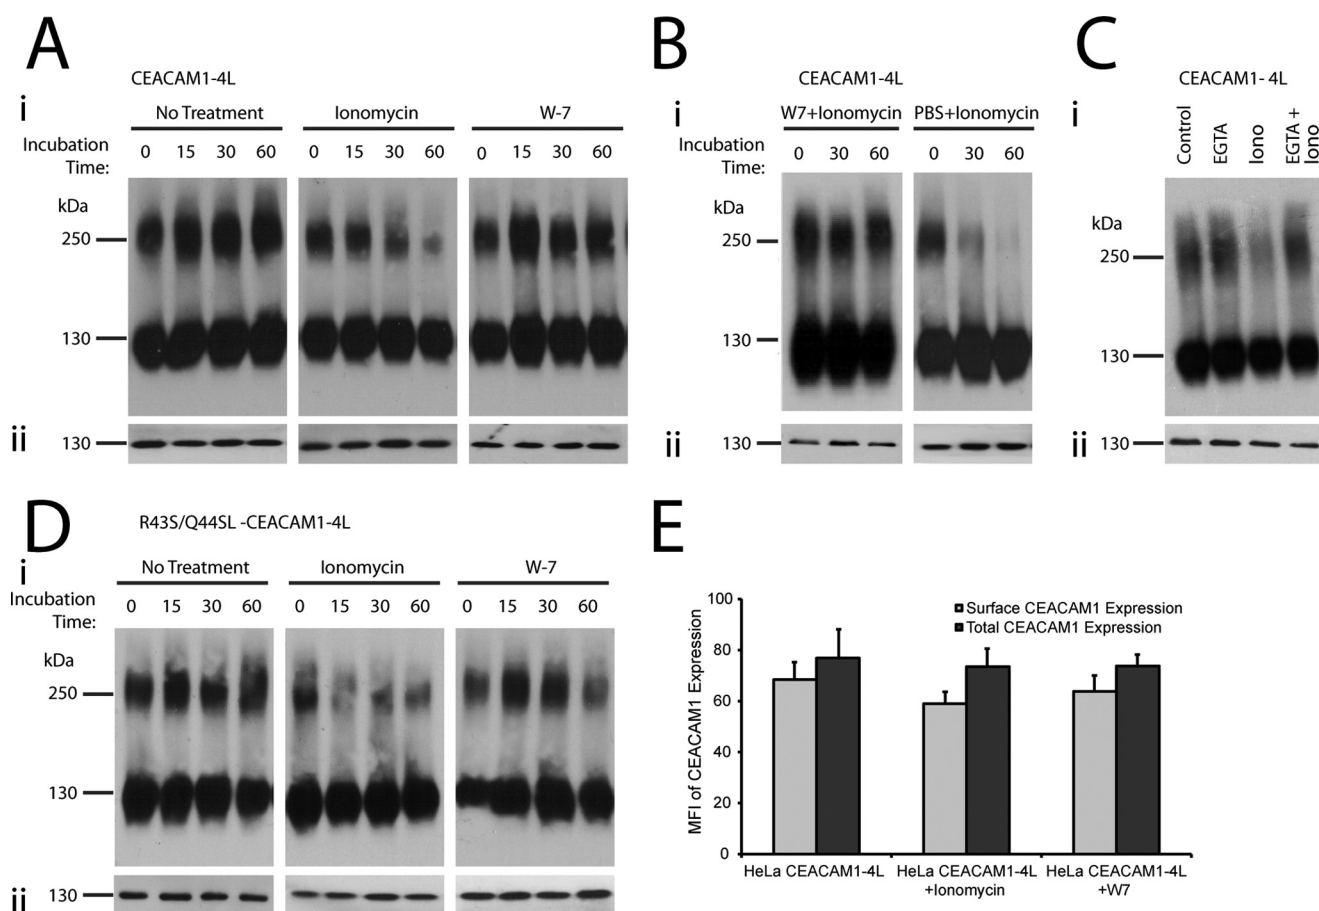 A
CEACAM1-4L
i
No Treatment Ionomycin W-7
Incubation Time: 0 15 30 60 0 15 30 60 0 15 30 60
kDa
250
130
ii
130
B
CEACAM1-4L
i
W7+Ionomycin PBS+Ionomycin
Incubation Time: 0 30 60 0 30 60
kDa
250
130
ii
130
C
CEACAM1- 4L
i
Control EGTA Iono EGTA + Iono
kDa
250
130
ii
130
D
R43S/Q44SL -CEACAM1-4L
i
No Treatment Ionomycin W-7
Incubation Time: 0 15 30 60 0 15 30 60 0 15 30 60
kDa
250
130
ii
130
E
Surface CEACAM1 Expression
Total CEACAM1 Expression
MFI of CEACAM1 Expression
100
80
60
40
20
0
HeLa CEACAM1-4L
HeLa CEACAM1-4L +Ionomycin
HeLa CEACAM1-4L +W7